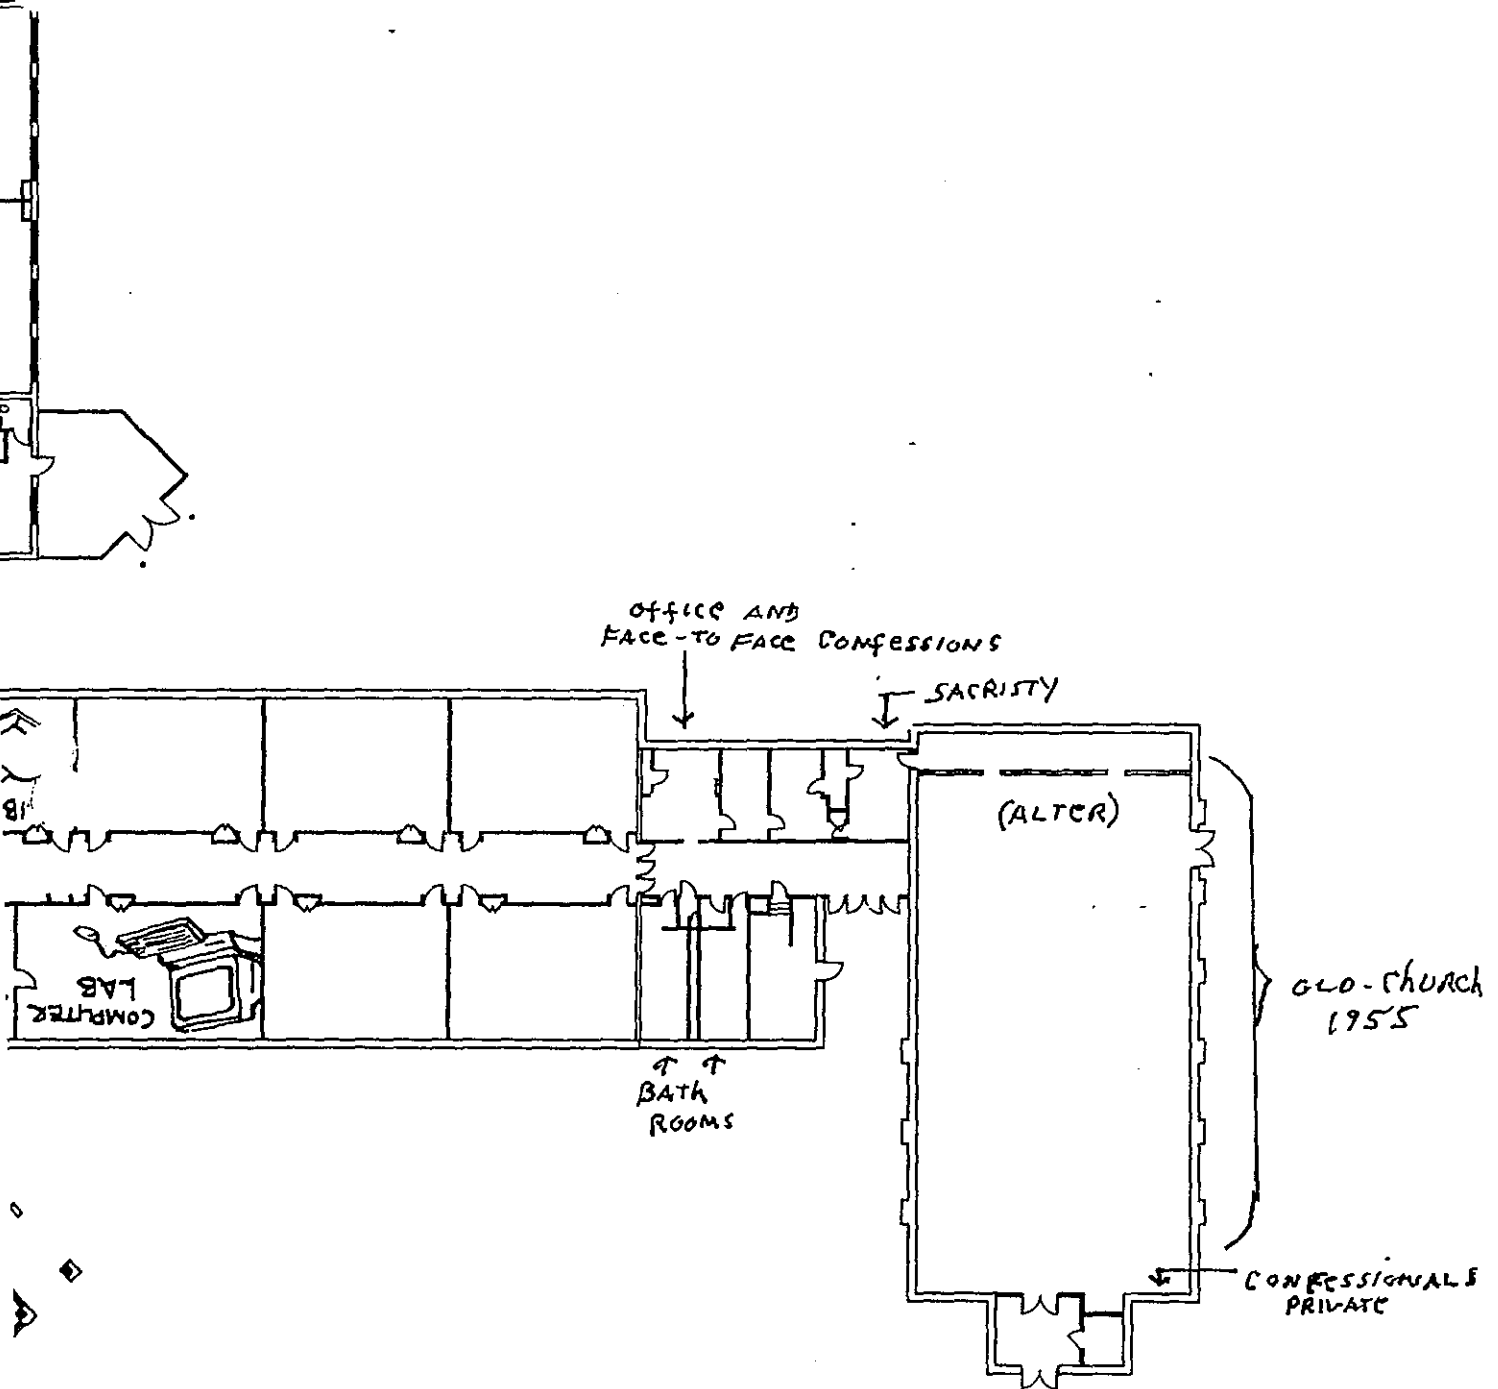 OFFICE AND
FACE-TO FACE CONFESSIONS
SACRISTY
(ALTER)
COMPUTER
LAB
OLD-CHURCH
1955
BATH
ROOMS
CONFESSIONALS
PRIVATE